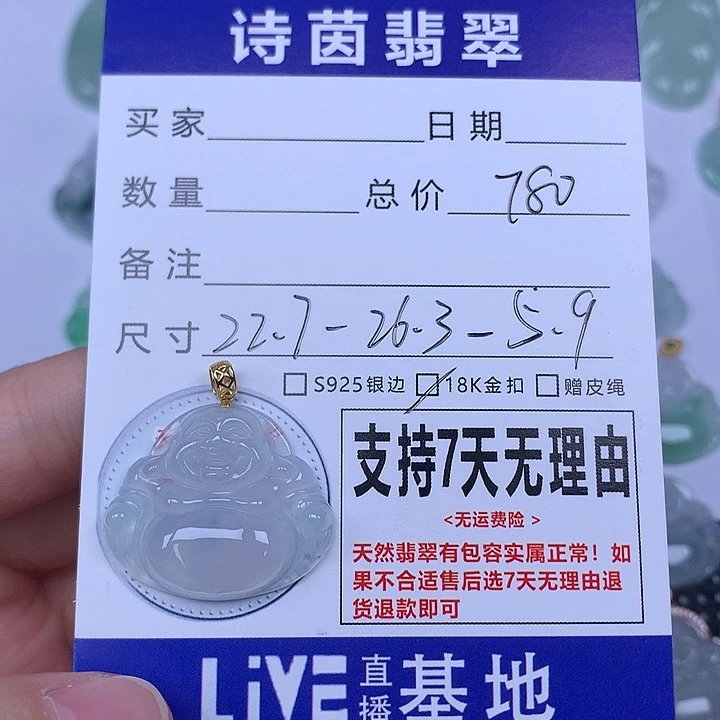 诗茵翡翠
买家 日期
数量 总价 780
备注
尺寸 22.7-26.3-5.9
S925银边 18K金扣 赠皮绳
支持7天无理由
<无运费险>
天然翡翠有包容实属正常!如
果不合适售后选7天无理由退
货退款即可
LiVE直播基地